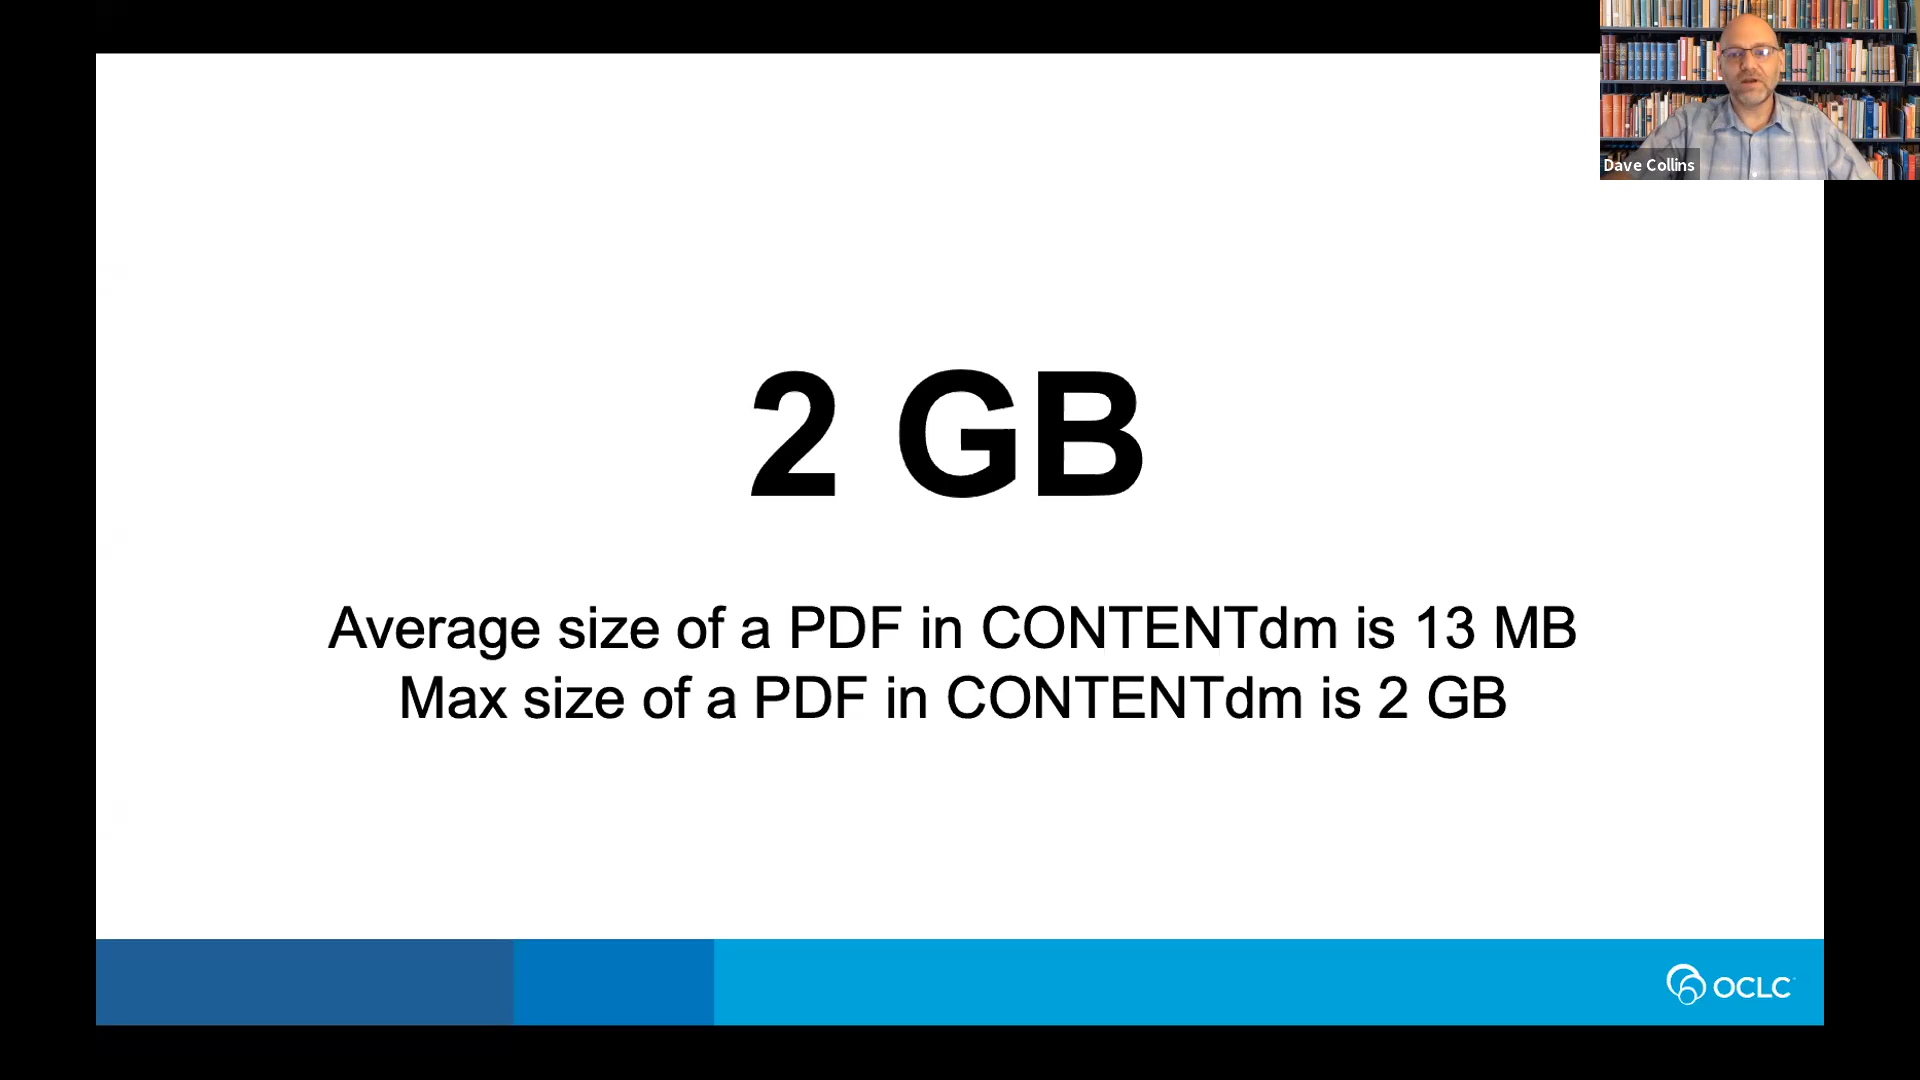 Dave Collins
2 GB
Average size of a PDF in CONTENTdm is 13 MB
Max size of a PDF in CONTENTdm is 2 GB
OCLC